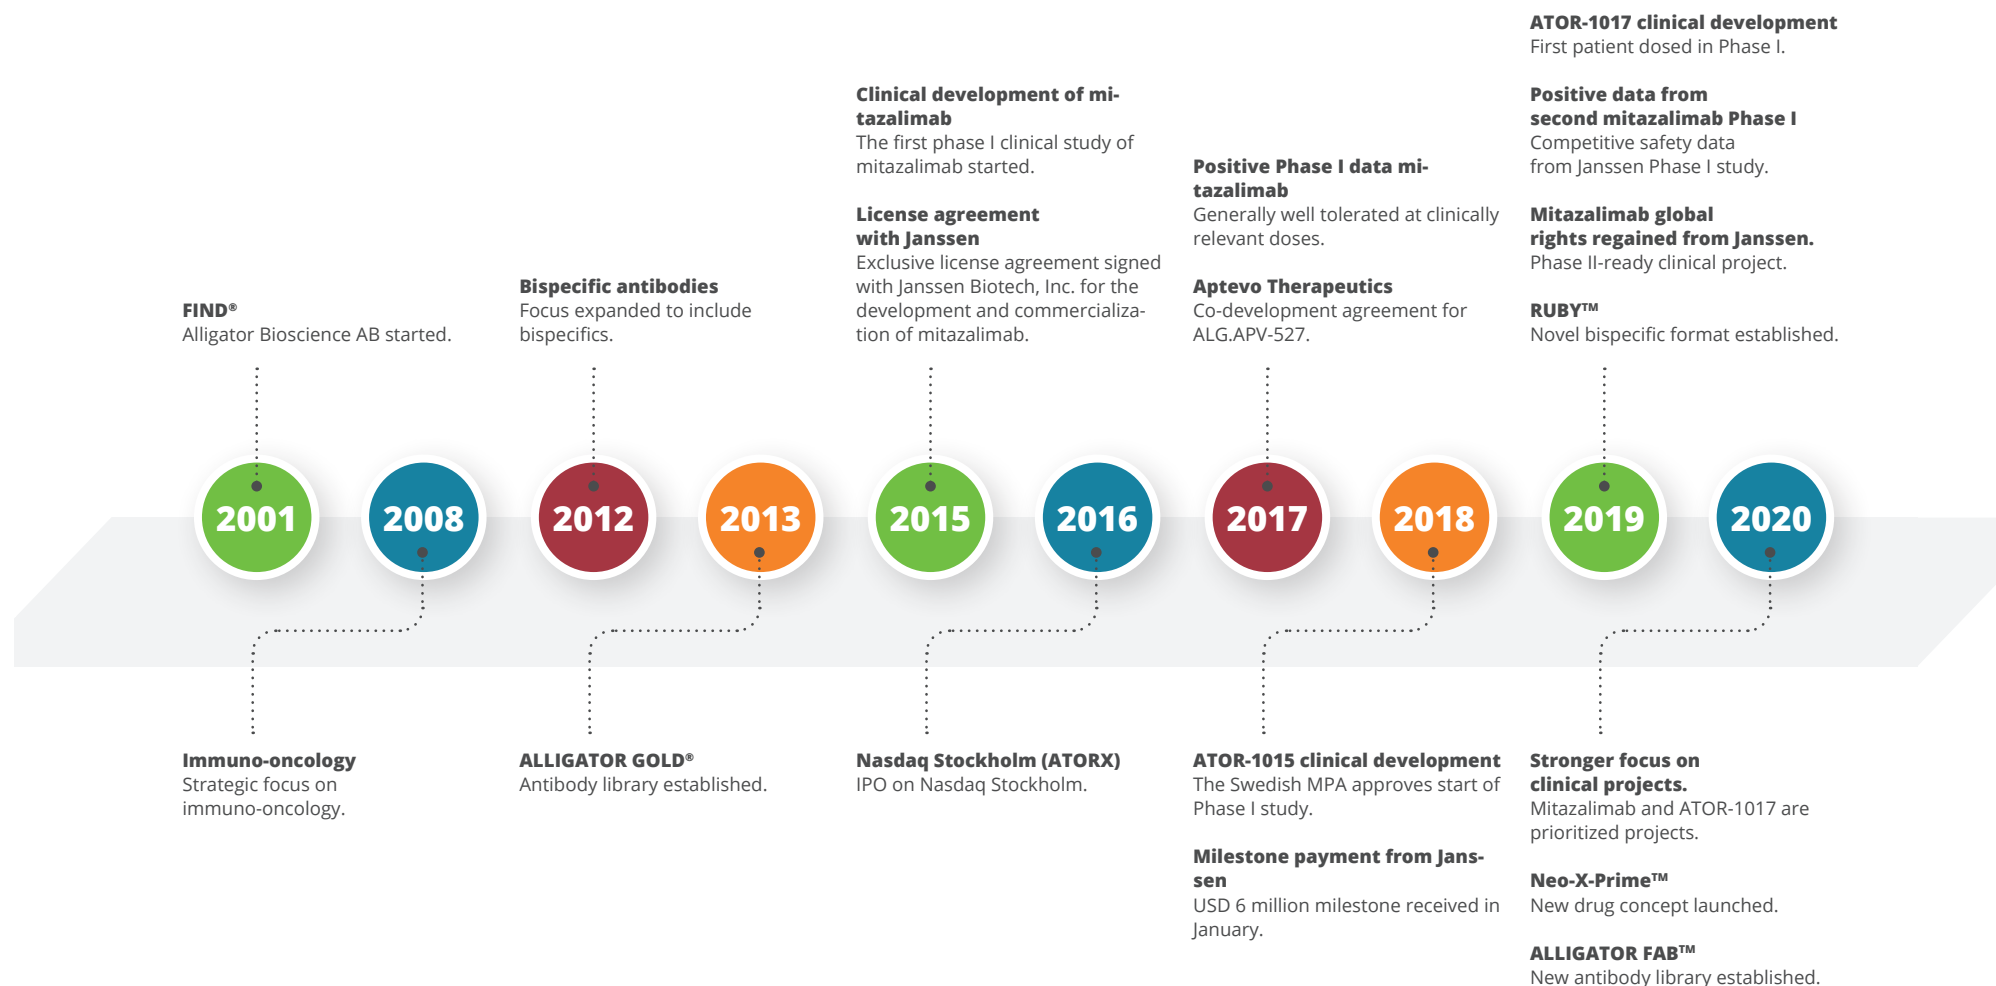 ATOR-1017 clinical development
First patient dosed in Phase I.
Positive data from
second mitazalimab Phase I
Competitive safety data
from Janssen Phase I study.
Mitazalimab global
rights regained from Janssen.
Phase II-ready clinical project.
RUBY™
Novel bispecific format established.
Clinical development of mi-
tazalimab
The first phase I clinical study of
mitazalimab started.
License agreement
with Janssen
Exclusive license agreement signed
with Janssen Biotech, Inc. for the
development and commercializa-
tion of mitazalimab.
Positive Phase I data mi-
tazalimab
Generally well tolerated at clinically
relevant doses.
Aptevo Therapeutics
Co-development agreement for
ALG.APV-527.
Bispecific antibodies
Focus expanded to include
bispecifics.
FIND®
Alligator Bioscience AB started.
2001
2008
2012
2013
2015
2016
2017
2018
2019
2020
Immuno-oncology
Strategic focus on
immuno-oncology.
ALLIGATOR GOLD®
Antibody library established.
Nasdaq Stockholm (ATORX)
IPO on Nasdaq Stockholm.
ATOR-1015 clinical development
The Swedish MPA approves start of
Phase I study.
Milestone payment from Jans-
sen
USD 6 million milestone received in
January.
Stronger focus on
clinical projects.
Mitazalimab and ATOR-1017 are
prioritized projects.
Neo-X-Prime™
New drug concept launched.
ALLIGATOR FAB™
New antibody library established.